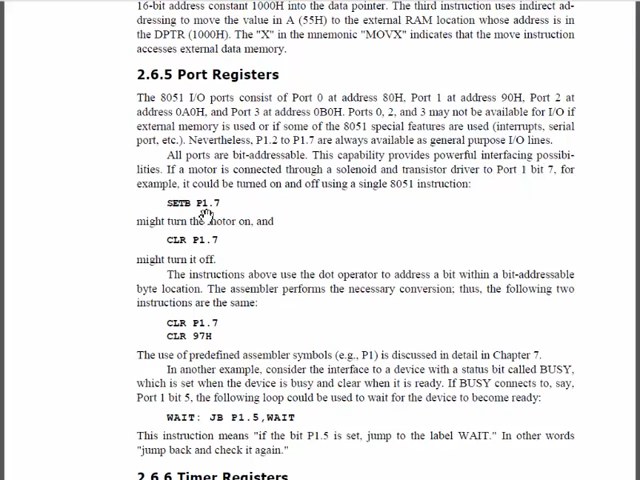 16-bit address constant 1000H into the data pointer. The third instruction uses indirect ad-
dressing to move the value in A (55H) to the external RAM location whose address is in
the DPTR (1000H). The "X" in the mnemonic "MOVX" indicates that the move instruction
accesses external data memory.
2.6.5 Port Registers
The 8051 I/O ports consist of Port 0 at address 80H, Port 1 at address 90H, Port 2 at
address 0A0H, and Port 3 at address 0B0H. Ports 0, 2, and 3 may not be available for I/O if
external memory is used or if some of the 8051 special features are used (interrupts, serial
port, etc.). Nevertheless, P1.2 to P1.7 are always available as general purpose I/O lines.
All ports are bit-addressable. This capability provides powerful interfacing possibi-
lities. If a motor is connected through a solenoid and transistor driver to Port 1 bit 7, for
example, it could be turned on and off using a single 8051 instruction:
SETB P1.7
might turn the motor on, and
CLR P1.7
might turn it off.
The instructions above use the dot operator to address a bit within a bit-addressable
byte location. The assembler performs the necessary conversion; thus, the following two
instructions are the same:
CLR P1.7
CLR 97H
The use of predefined assembler symbols (e.g., P1) is discussed in detail in Chapter 7.
In another example, consider the interface to a device with a status bit called BUSY,
which is set when the device is busy and clear when it is ready. If BUSY connects to, say,
Port 1 bit 5, the following loop could be used to wait for the device to become ready:
WAIT: JB P1.5,WAIT
This instruction means "if the bit P1.5 is set, jump to the label WAIT." In other words
"jump back and check it again."
2.6.6 Timer Registers